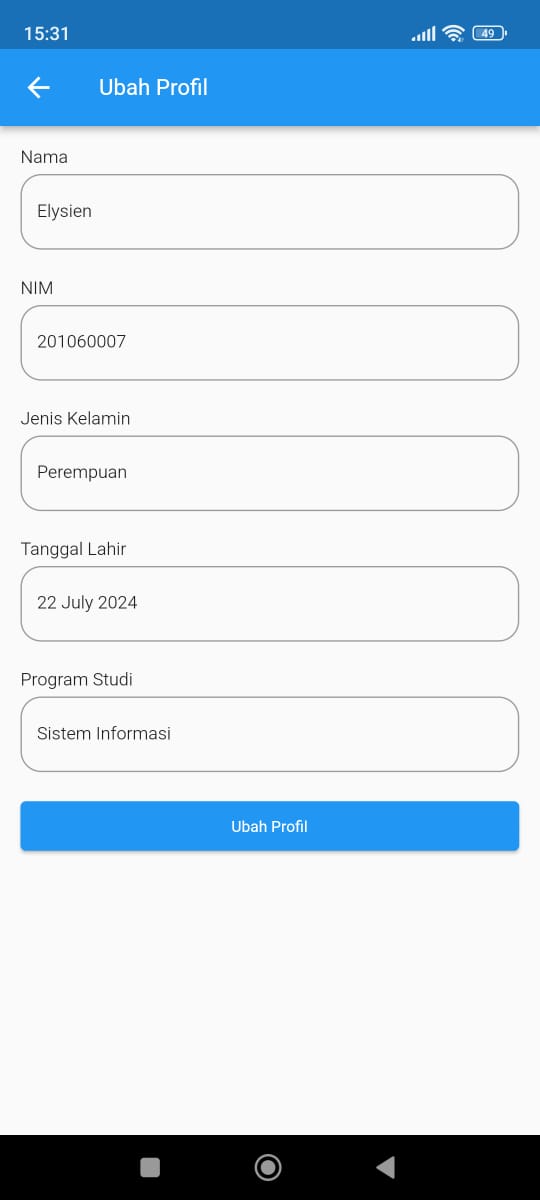 15:31
49
Ubah Profil
Nama
Elysien
NIM
201060007
Jenis Kelamin
Perempuan
Tanggal Lahir
22 July 2024
Program Studi
Sistem Informasi
Ubah Profil